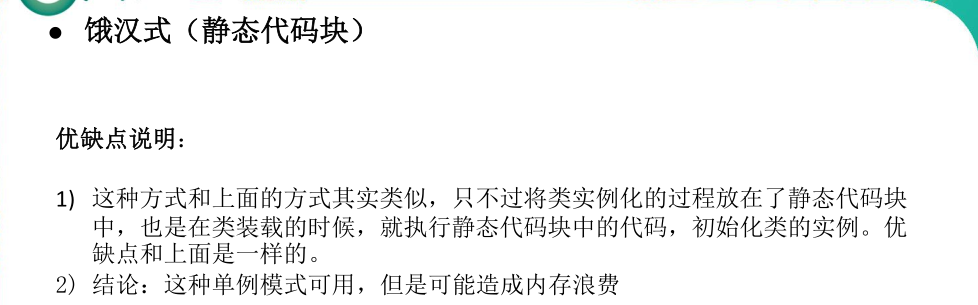 ● 饿汉式（静态代码块）
优缺点说明：
1) 这种方式和上面的方式其实类似，只不过将类实例化的过程放在了静态代码块
中，也是在类装载的时候，就执行静态代码块中的代码，初始化类的实例。优
缺点和上面是一样的。
2) 结论：这种单例模式可用，但是可能造成内存浪费